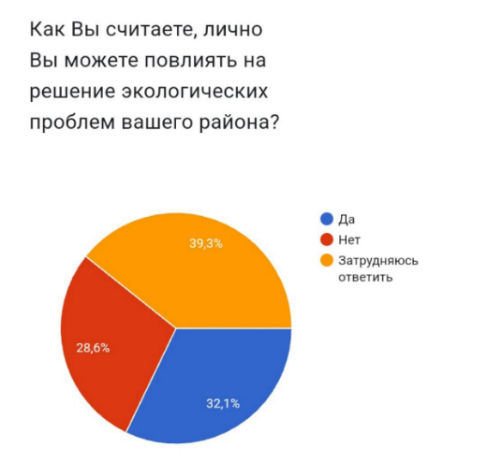 Как Вы считаете, лично
Вы можете повлиять на
решение экологических
проблем вашего района?
39,3%
28,6%
32,1%
Да
Нет
Затрудняюсь
ответить